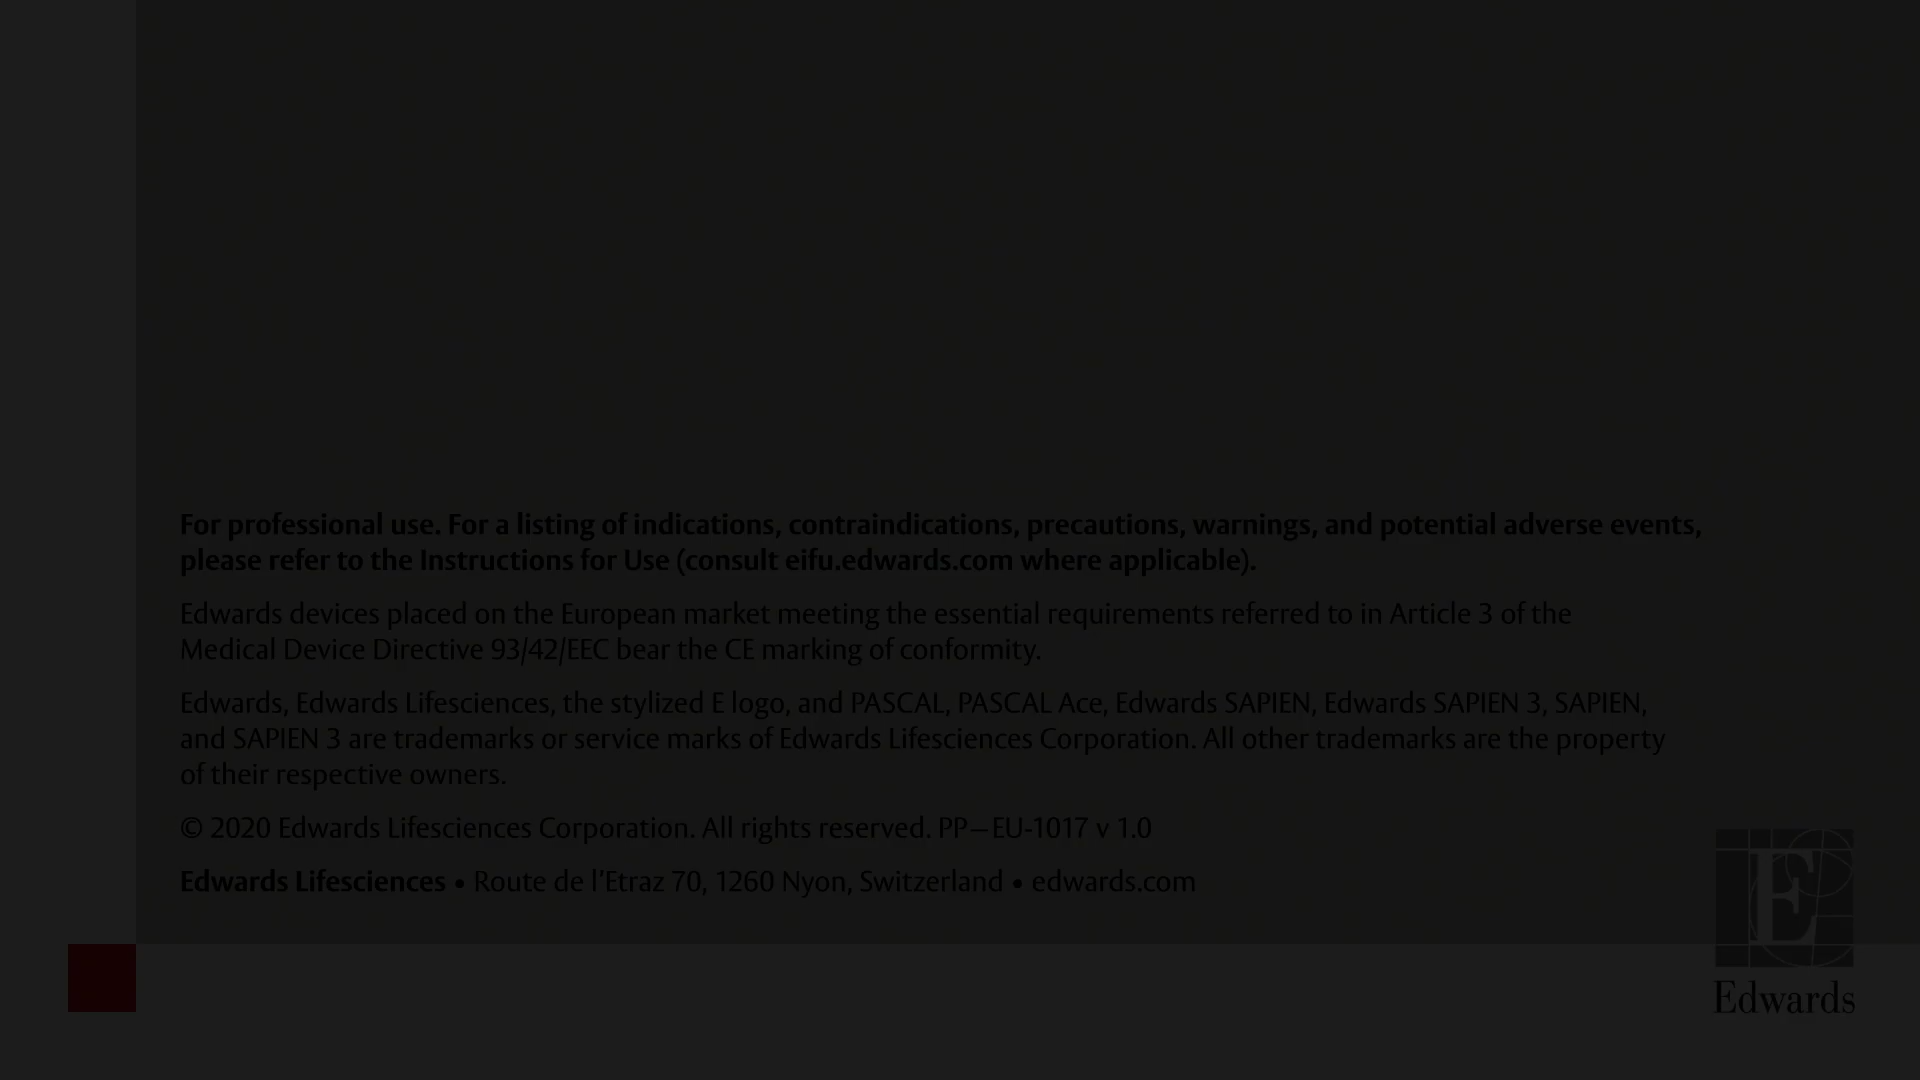 For professional use. For a listing of indications, contraindications, precautions, warnings, and potential adverse events,
please refer to the Instructions for Use (consult eifu.edwards.com where applicable).
Edwards devices placed on the European market meeting the essential requirements referred to in Article 3 of the
Medical Device Directive 93/42/EEC bear the CE marking of conformity.
Edwards, Edwards Lifesciences, the stylized E logo, and PASCAL, PASCAL Ace, Edwards SAPIEN, Edwards SAPIEN 3, SAPIEN,
and SAPIEN 3 are trademarks or service marks of Edwards Lifesciences Corporation. All other trademarks are the property
of their respective owners.
© 2020 Edwards Lifesciences Corporation. All rights reserved. PP—EU-1017 v 1.0
Edwards Lifesciences • Route de l’Etraz 70, 1260 Nyon, Switzerland • edwards.com
E
Edwards